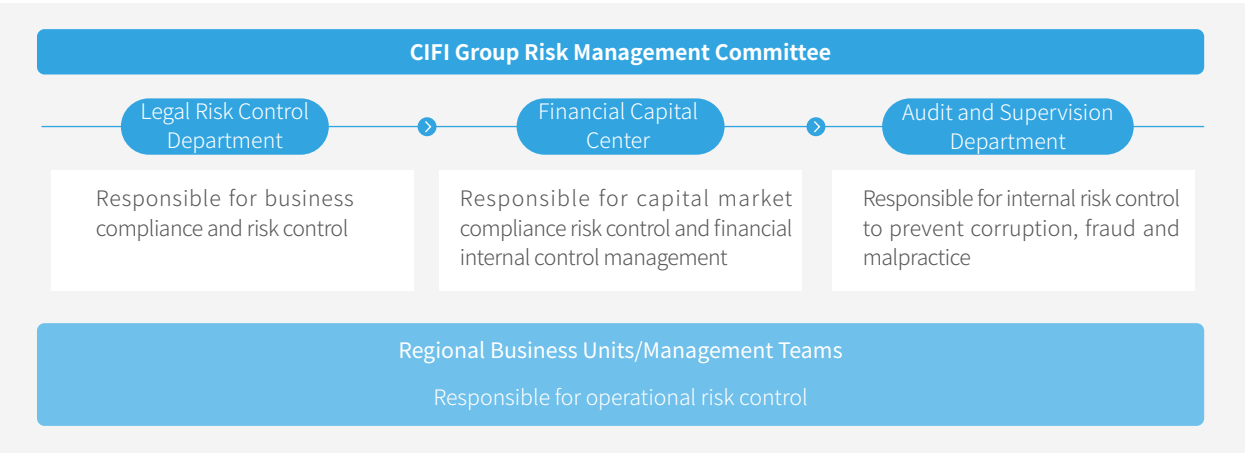 CIFI Group Risk Management Committee
Legal Risk Control
Department
Financial Capital
Center
Audit and Supervision
Department
Responsible for business
compliance and risk control
Responsible for capital market
compliance risk control and financial
internal control management
Responsible for internal risk control
to prevent corruption, fraud and
malpractice
Regional Business Units/Management Teams
Responsible for operational risk control